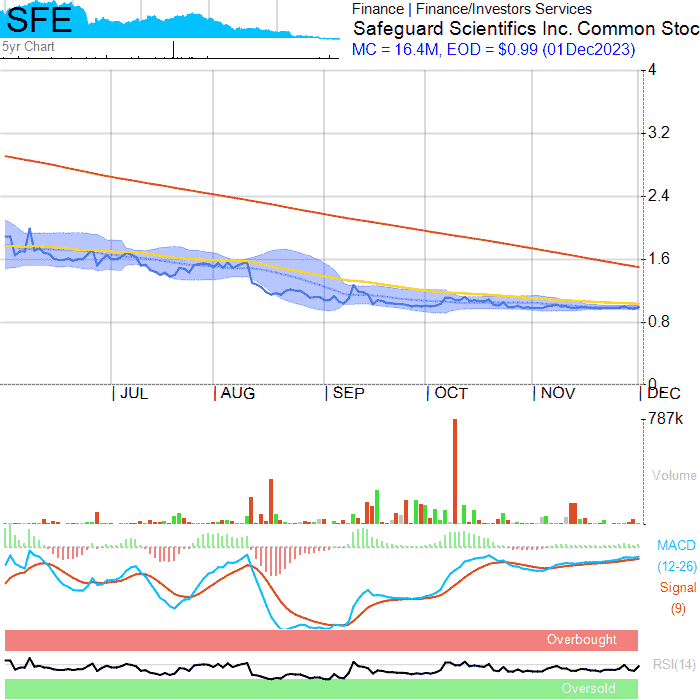 SFE
5yr Chart
Finance | Finance/Investors Services
Safeguard Scientifics Inc. Common Stoc
MC = 16.4M, EOD = $0.99 (01Dec2023)
4
3.2
2.4
1.6
0.8
0
JUL AUG SEP OCT NOV DEC
787k
Volume
MACD
(12-26)
Signal
(9)
Overbought
RSI(14)
Oversold